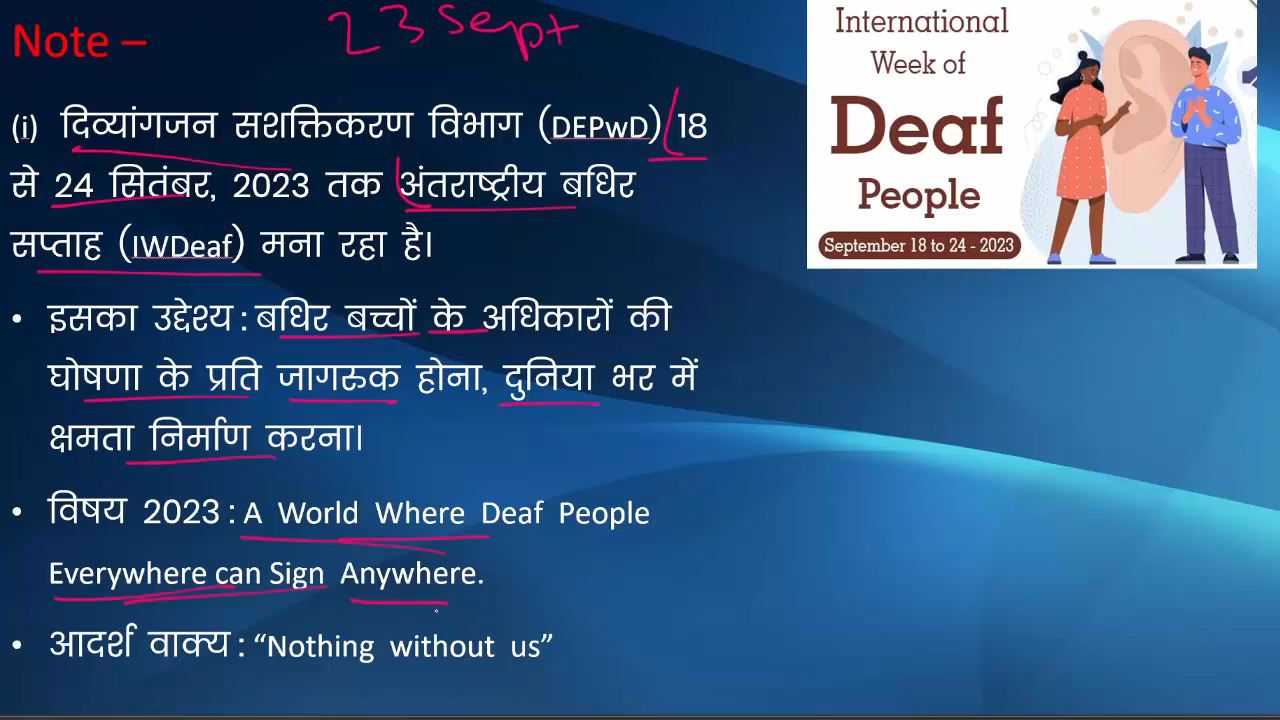 23 Sept
Note –
(i) दिव्यांगजन सशक्तिकरण विभाग (DEPwD) 18
से 24 सितंबर, 2023 तक अंतराष्ट्रीय बधिर
सप्ताह (IWDeaf) मना रहा है।
• इसका उद्देश्य : बधिर बच्चों के अधिकारों की
घोषणा के प्रति जागरुक होना, दुनिया भर में
क्षमता निर्माण करना।
• विषय 2023 : A World Where Deaf People
Everywhere can Sign Anywhere.
• आदर्श वाक्य : “Nothing without us”
International
Week of
Deaf
People
September 18 to 24 - 2023